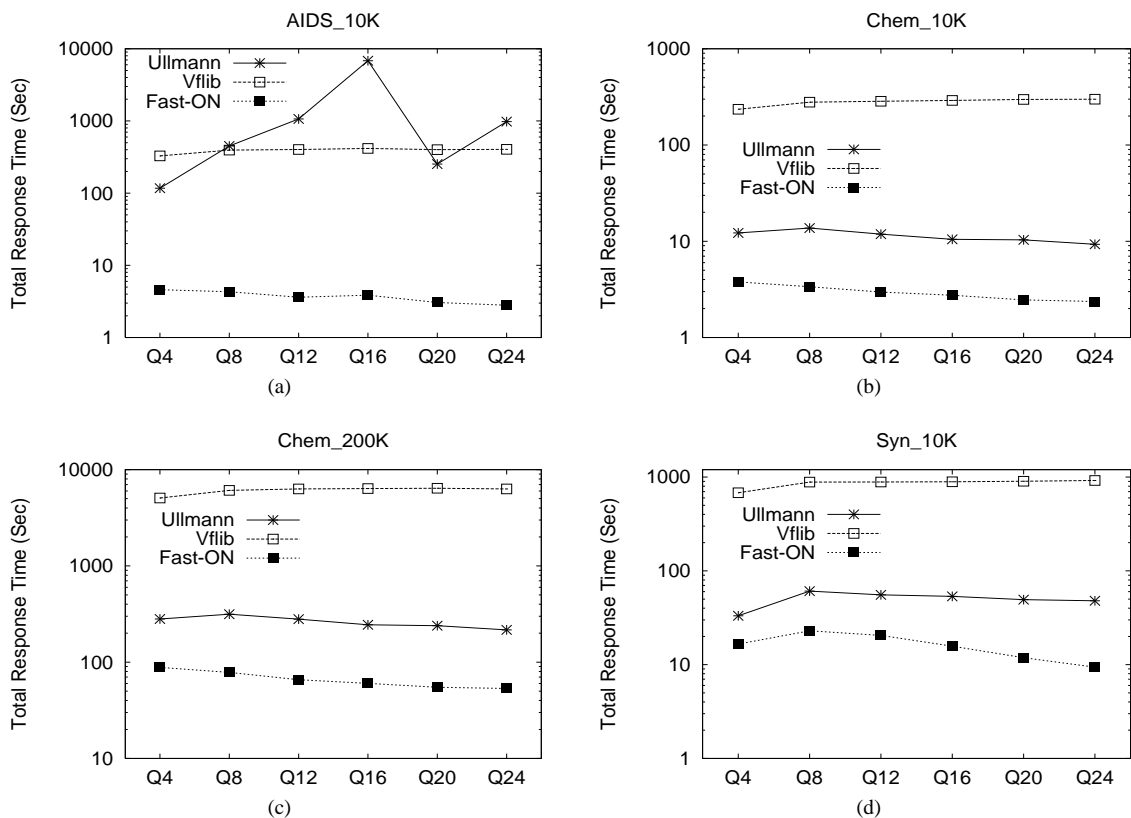 AIDS_10K
Total Response Time (Sec)
10000
1000
100
10
1
Ullmann
Vflib
Fast-ON
Q4 Q8 Q12 Q16 Q20 Q24
(a)
Chem_10K
Total Response Time (Sec)
1000
100
10
1
Ullmann
Vflib
Fast-ON
Q4 Q8 Q12 Q16 Q20 Q24
(b)
Chem_200K
Total Response Time (Sec)
10000
1000
100
10
Ullmann
Vflib
Fast-ON
Q4 Q8 Q12 Q16 Q20 Q24
(c)
Syn_10K
Total Response Time (Sec)
1000
100
10
1
Ullmann
Vflib
Fast-ON
Q4 Q8 Q12 Q16 Q20 Q24
(d)